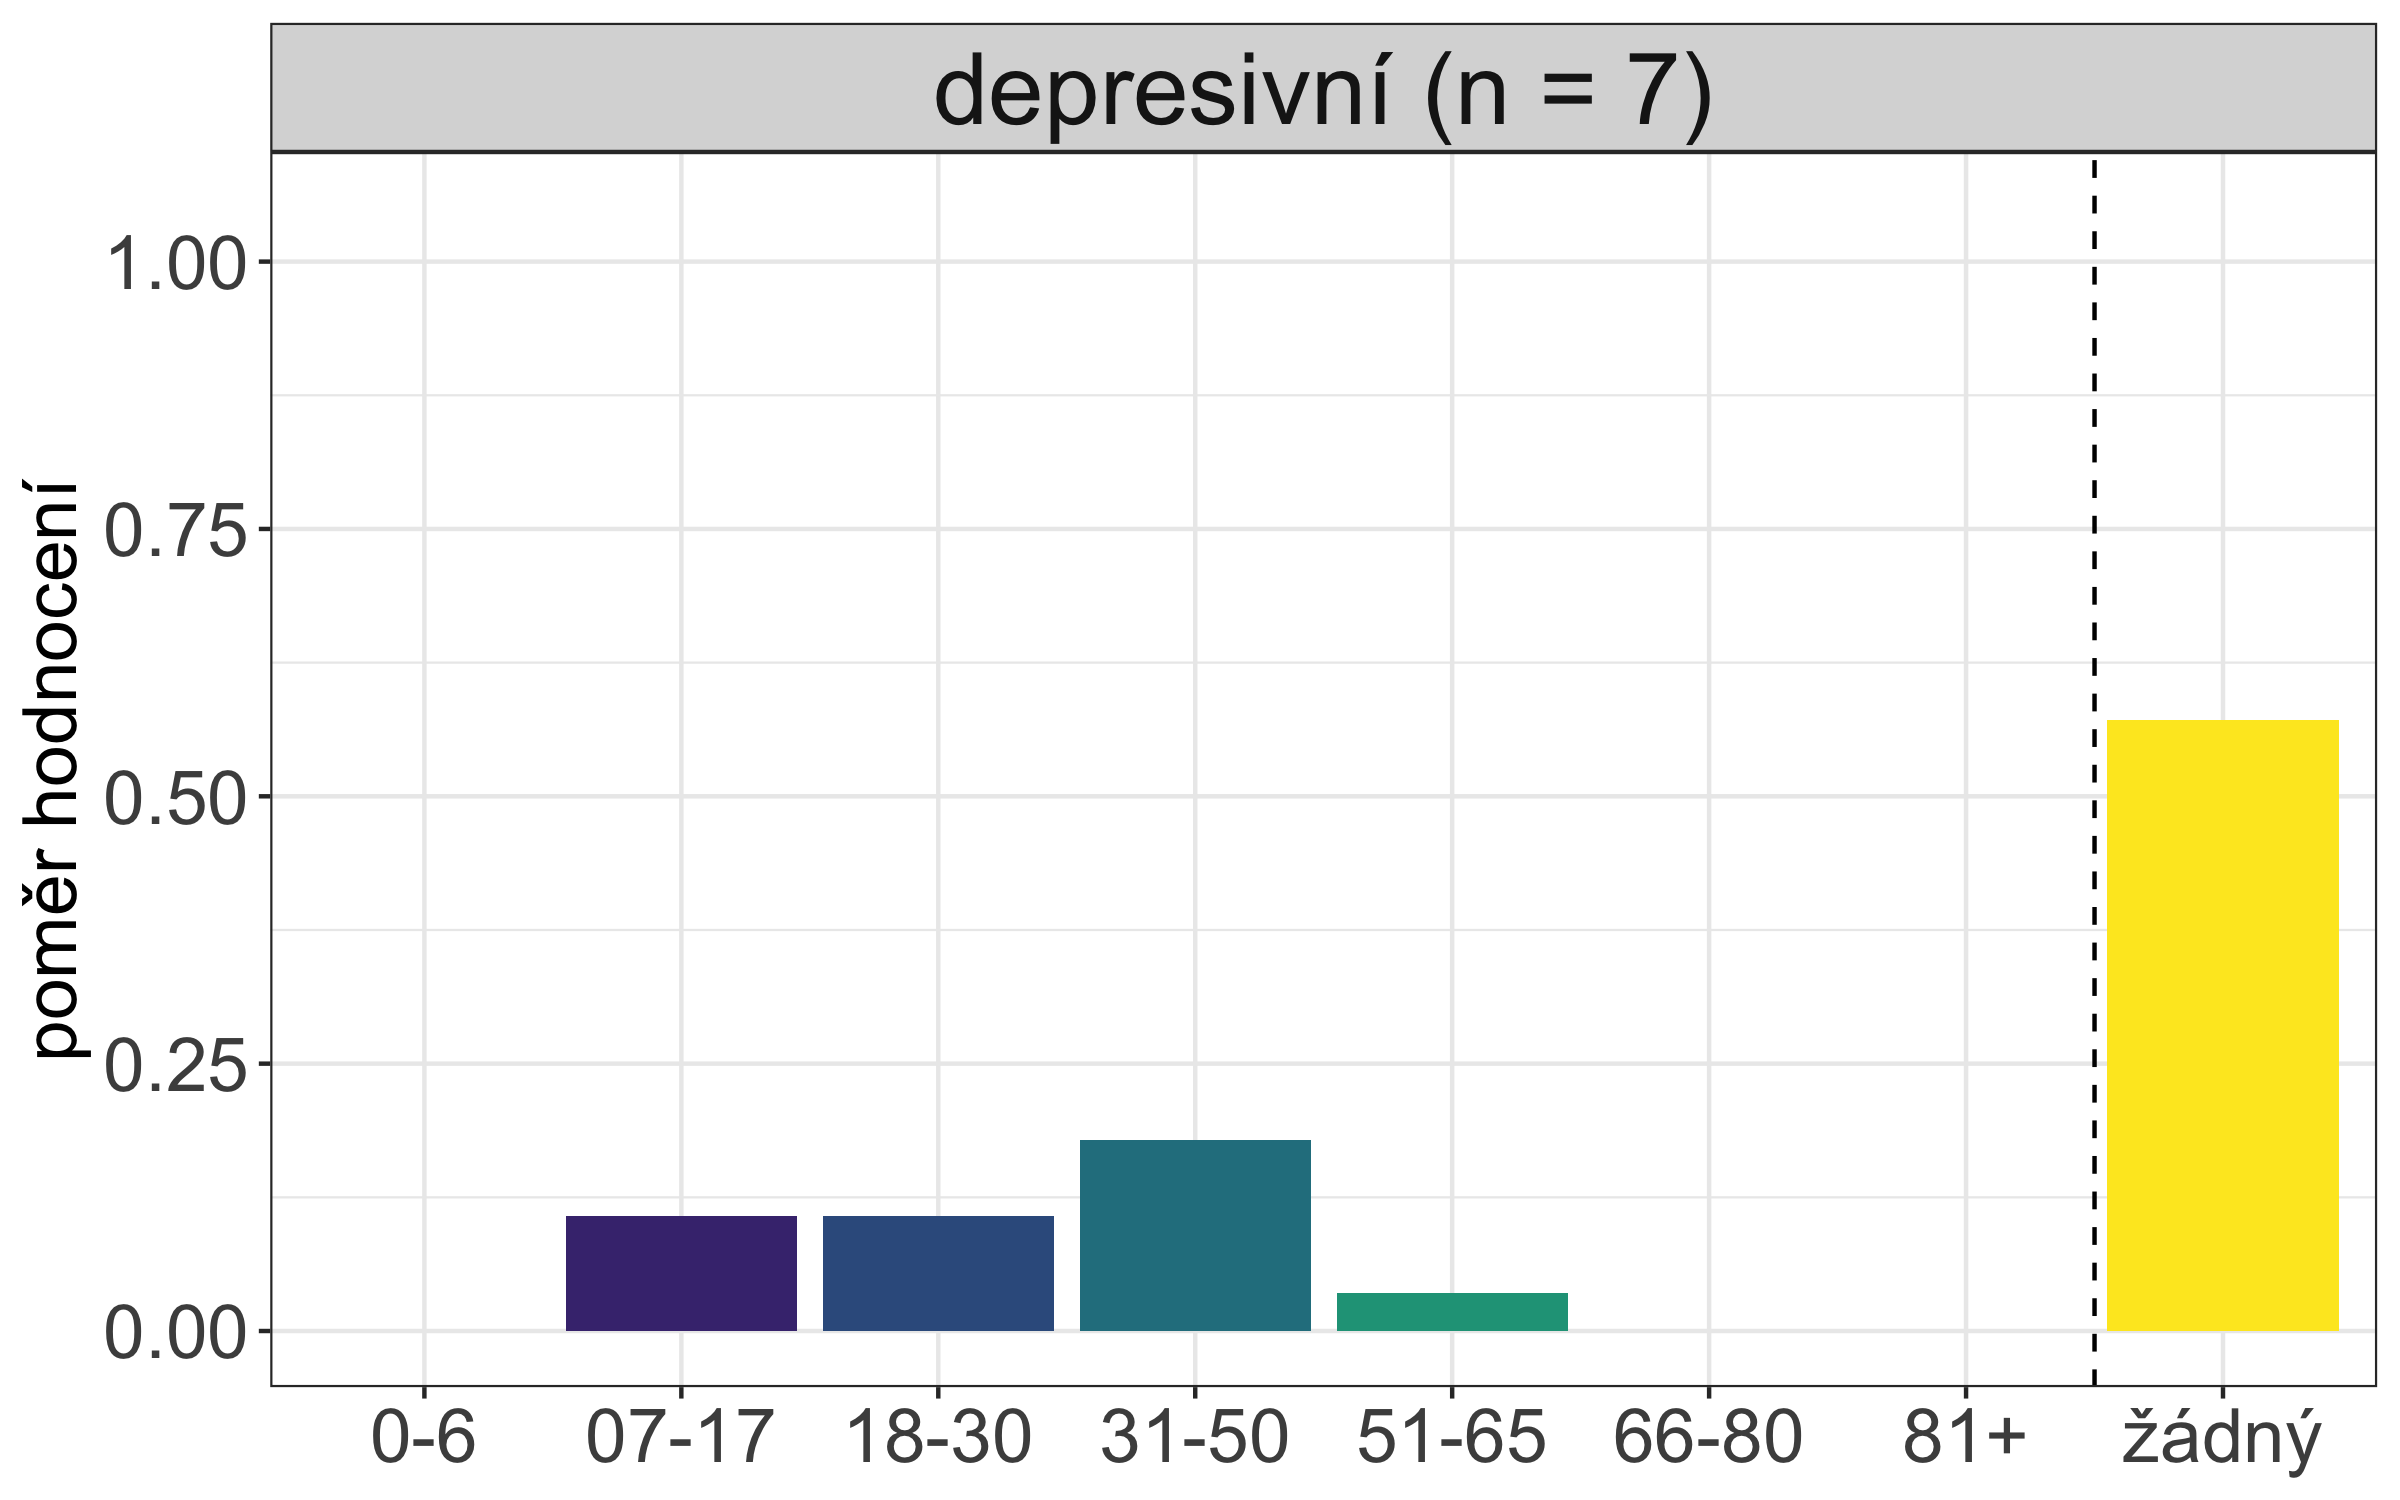 depresivní (n = 7)
poměr hodnocení
1.00
0.75
0.50
0.25
0.00
0-6 07-17 18-30 31-50 51-65 66-80 81+ žádný